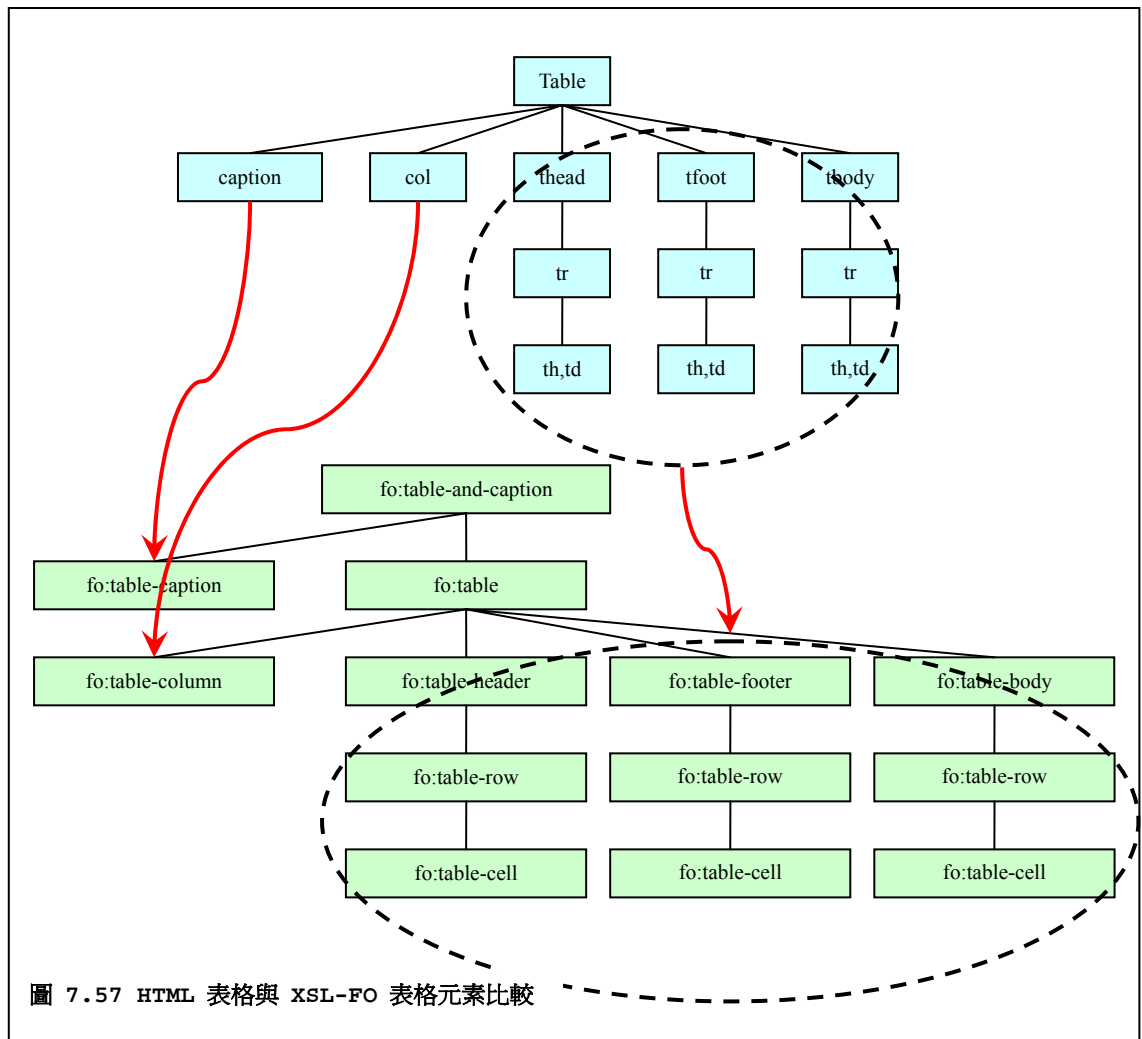 Table
caption
col
thead
tfoot
tbody
tr
tr
tr
th,td
th,td
th,td
fo:table-and-caption
fo:table-caption
fo:table
fo:table-column
fo:table-header
fo:table-footer
fo:table-body
fo:table-row
fo:table-row
fo:table-row
fo:table-cell
fo:table-cell
fo:table-cell
圖 7.57 HTML 表格與 XSL-FO 表格元素比較